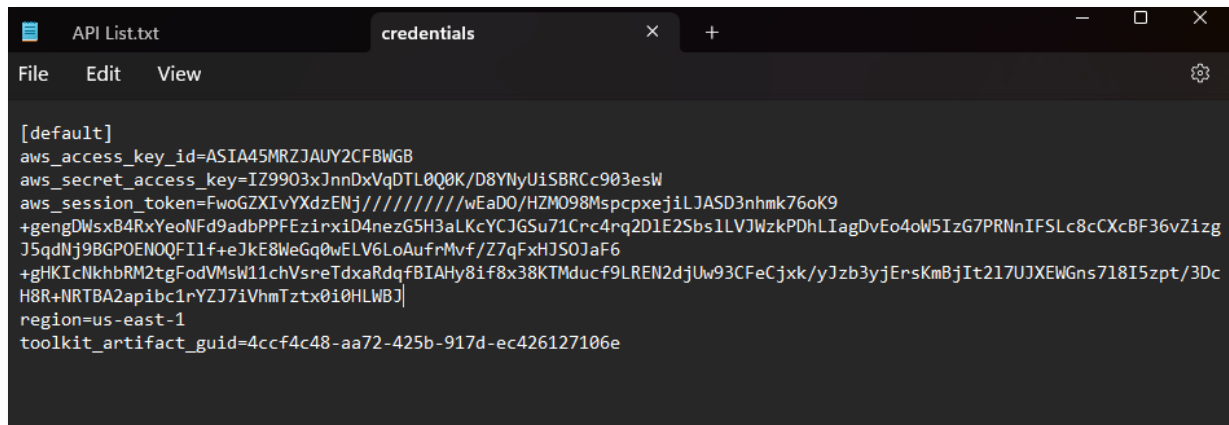 API List.txt
credentials
File Edit View
[default]
aws_access_key_id=ASIA45MRZJAUY2CFBWGB
aws_secret_access_key=IZ99O3xJnnDxVqDTL0Q0K/D8YNyUiSBRCc903esW
aws_session_token=FwoGZXIvYXdzENj//////////wEaDO/HZMO98MspcpxejiLJASD3nhmk76oK9
+gengDWsxB4RxYeoNFd9adbPPFEzirxiD4nezG5H3aLKcYCJGSu71Crc4rq2DlE2SbslLVJWzkPDhLIagDvEo4oW5IzG7PRNnIFSLc8cCXcBF36vZizg
J5qdNj9BGPOENOQFIlf+eJkE8WeGq0wELV6LoAufrMvf/Z7qFxHJSOJaF6
+gHKIcNkhbRM2tgFodVMsW11chVsreTdxaRdqfBIAHy8if8x38KTMducf9LREN2djUw93CFeCjxk/yJzb3yjErsKmBjIt2l7UJXEWGns7l8I5zpt/3Dc
H8R+NRTBA2apibc1rYZJ7iVhmTztx0i0HLWBJ
region=us-east-1
toolkit_artifact_guid=4ccf4c48-aa72-425b-917d-ec426127106e